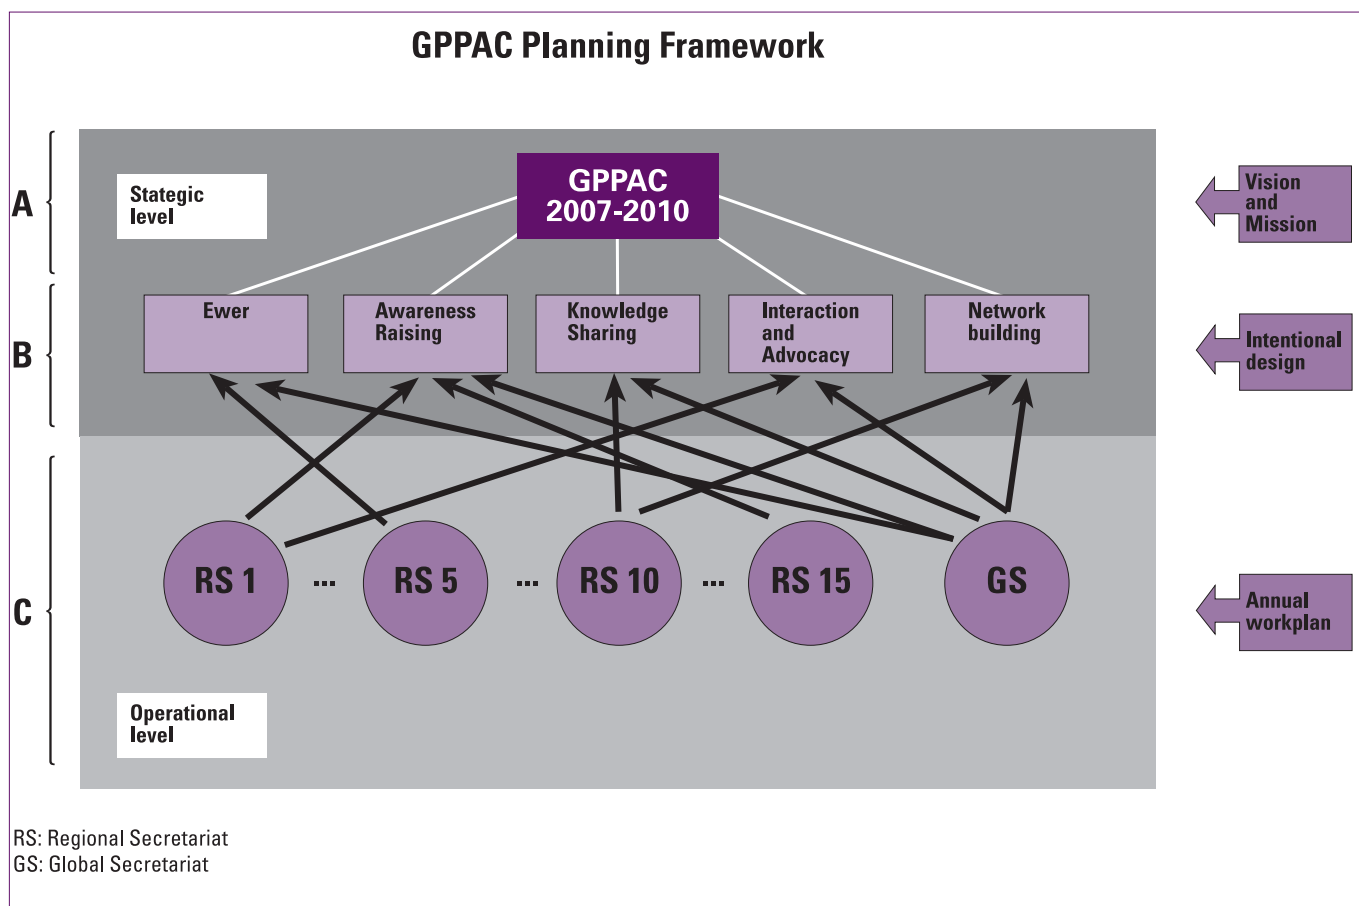 GPPAC Planning Framework
A
Stategic
level
GPPAC
2007-2010
Vision
and
Mission
B
Ewer
Awareness
Raising
Knowledge
Sharing
Interaction
and
Advocacy
Network
building
Intentional
design
C
RS 1
...
RS 5
...
RS 10
...
RS 15
GS
Annual
workplan
Operational
level
RS: Regional Secretariat
GS: Global Secretariat